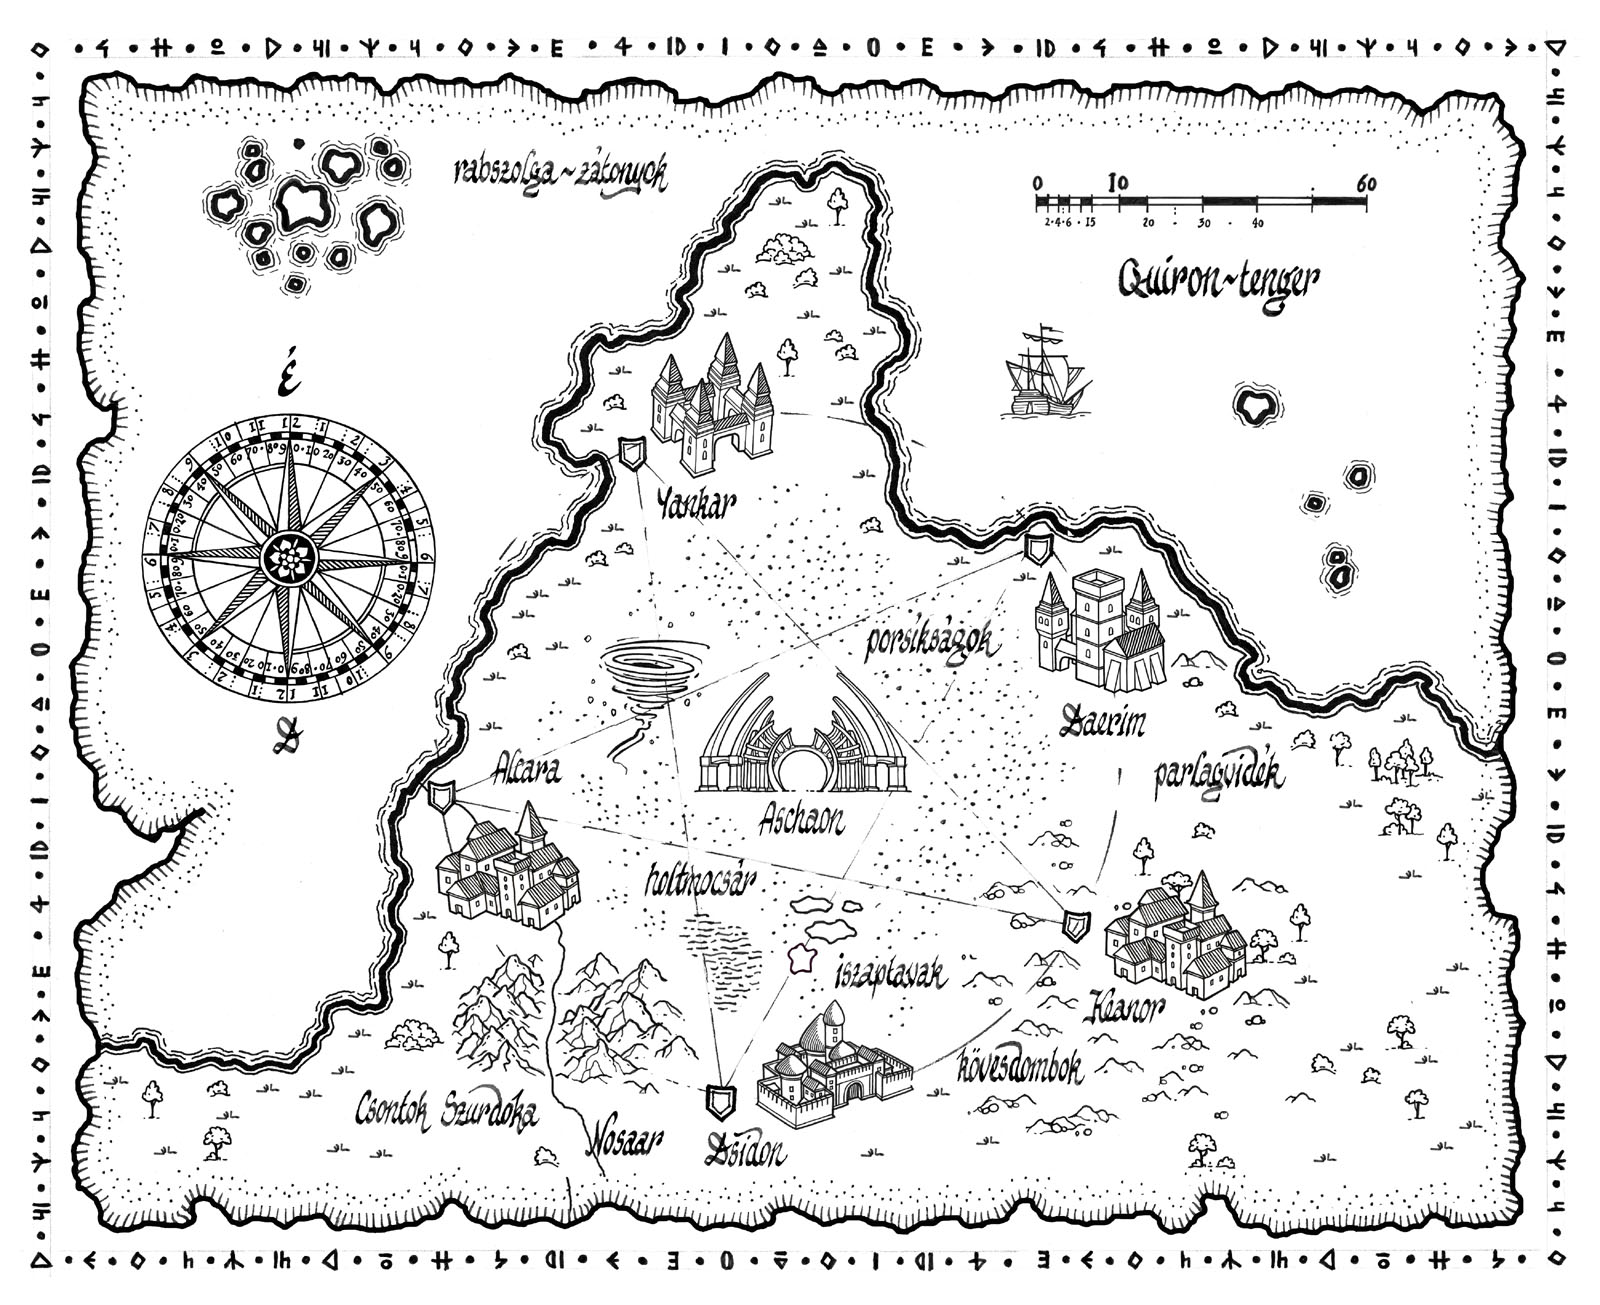 rabszolga~zátonyok
0 10 60
2·4·6·15 20 30 40
Quiron~tenger
É
Yankar
porsíkságok
Daerim
D
Alcara
parlagvidék
Aschaon
holtmocsár
iszaptavak
Keanor
kövesdombok
Csontok Szurdoka
Nosaar
Dsidon